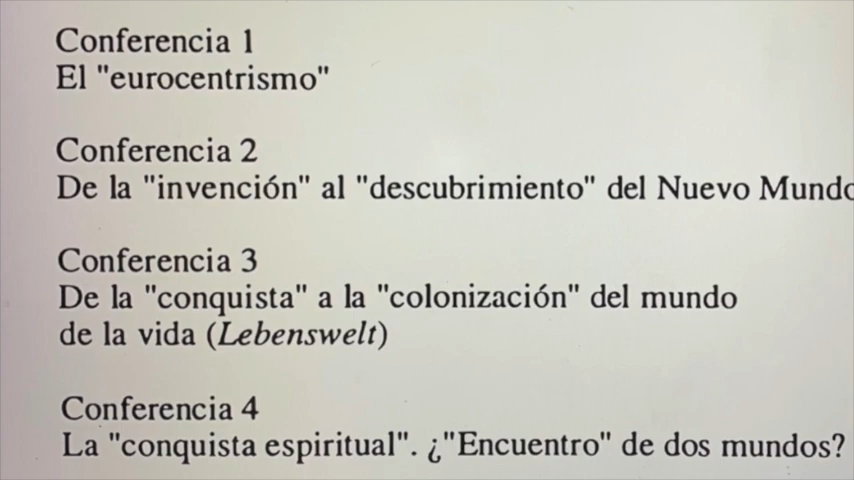 Conferencia 1
El "eurocentrismo"
Conferencia 2
De la "invención" al "descubrimiento" del Nuevo Mundo
Conferencia 3
De la "conquista" a la "colonización" del mundo
de la vida (Lebenswelt)
Conferencia 4
La "conquista espiritual". ¿"Encuentro" de dos mundos?